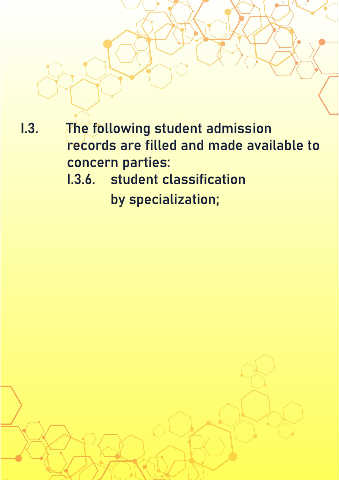 I.3. The following student admission
records are filled and made available to
concern parties:
I.3.6. student classification
by specialization;